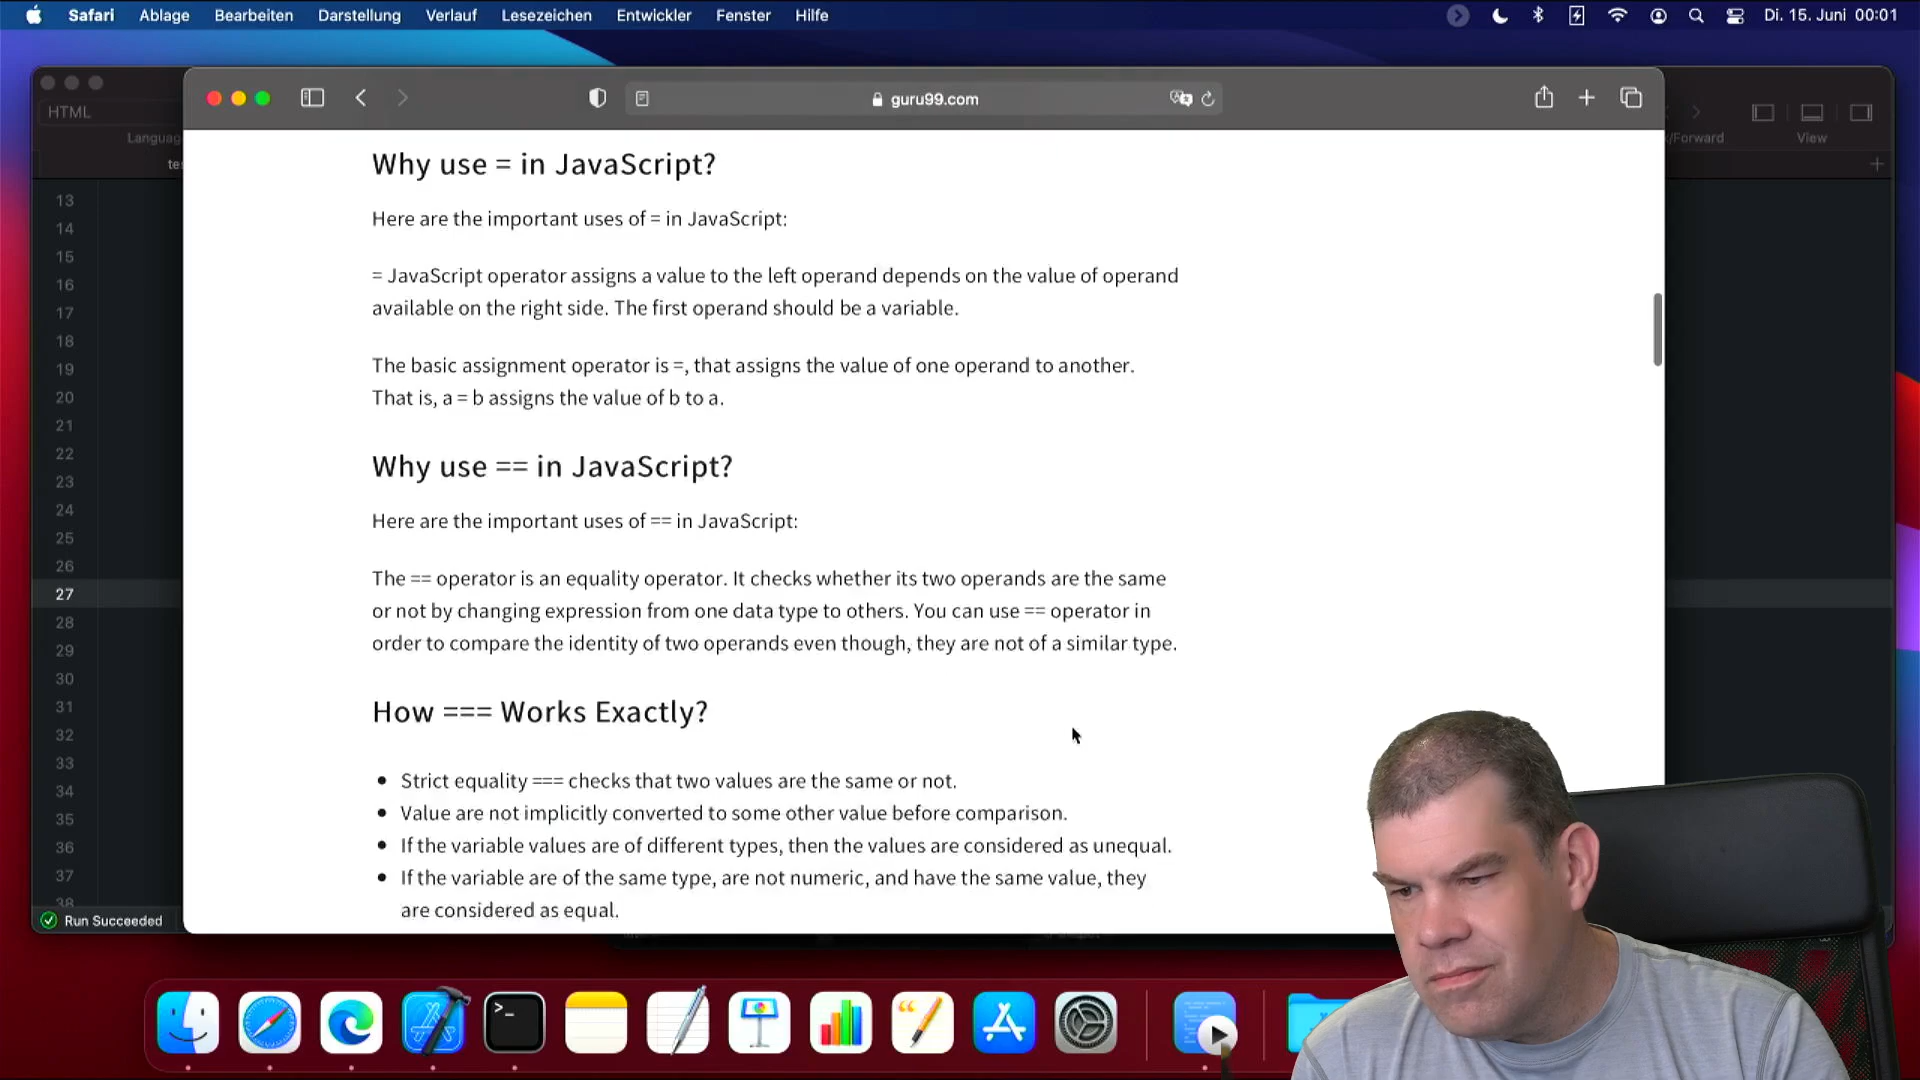 Safari Ablage Bearbeiten Darstellung Verlauf Lesezeichen Entwickler Fenster Hilfe Di. 15. Juni 00:01
guru99.com
HTML
Languag
/Forward
View
tes
13
14
15
16
17
18
19
20
21
22
23
24
25
26
27
28
29
30
31
32
33
34
35
36
37
38
Why use = in JavaScript?
Here are the important uses of = in JavaScript:
= JavaScript operator assigns a value to the left operand depends on the value of operand
available on the right side. The first operand should be a variable.
The basic assignment operator is =, that assigns the value of one operand to another.
That is, a = b assigns the value of b to a.
Why use == in JavaScript?
Here are the important uses of == in JavaScript:
The == operator is an equality operator. It checks whether its two operands are the same
or not by changing expression from one data type to others. You can use == operator in
order to compare the identity of two operands even though, they are not of a similar type.
How === Works Exactly?
• Strict equality === checks that two values are the same or not.
• Value are not implicitly converted to some other value before comparison.
• If the variable values are of different types, then the values are considered as unequal.
• If the variable are of the same type, are not numeric, and have the same value, they
are considered as equal.
Run Succeeded